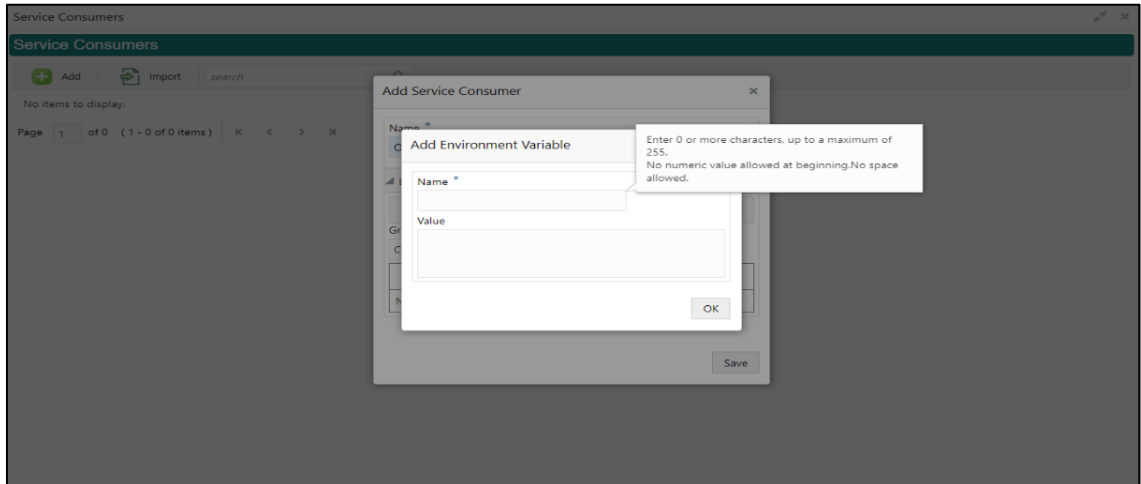 Service Consumers
Service Consumers
Add Import search
No items to display.
Page 1 of 0 (1 - 0 of 0 items) K < > >|
Add Service Consumer ×
Name *
Add Environment Variable
Enter 0 or more characters, up to a maximum of
255.
No numeric value allowed at beginning.No space
allowed.
Name *
Value
OK
Save